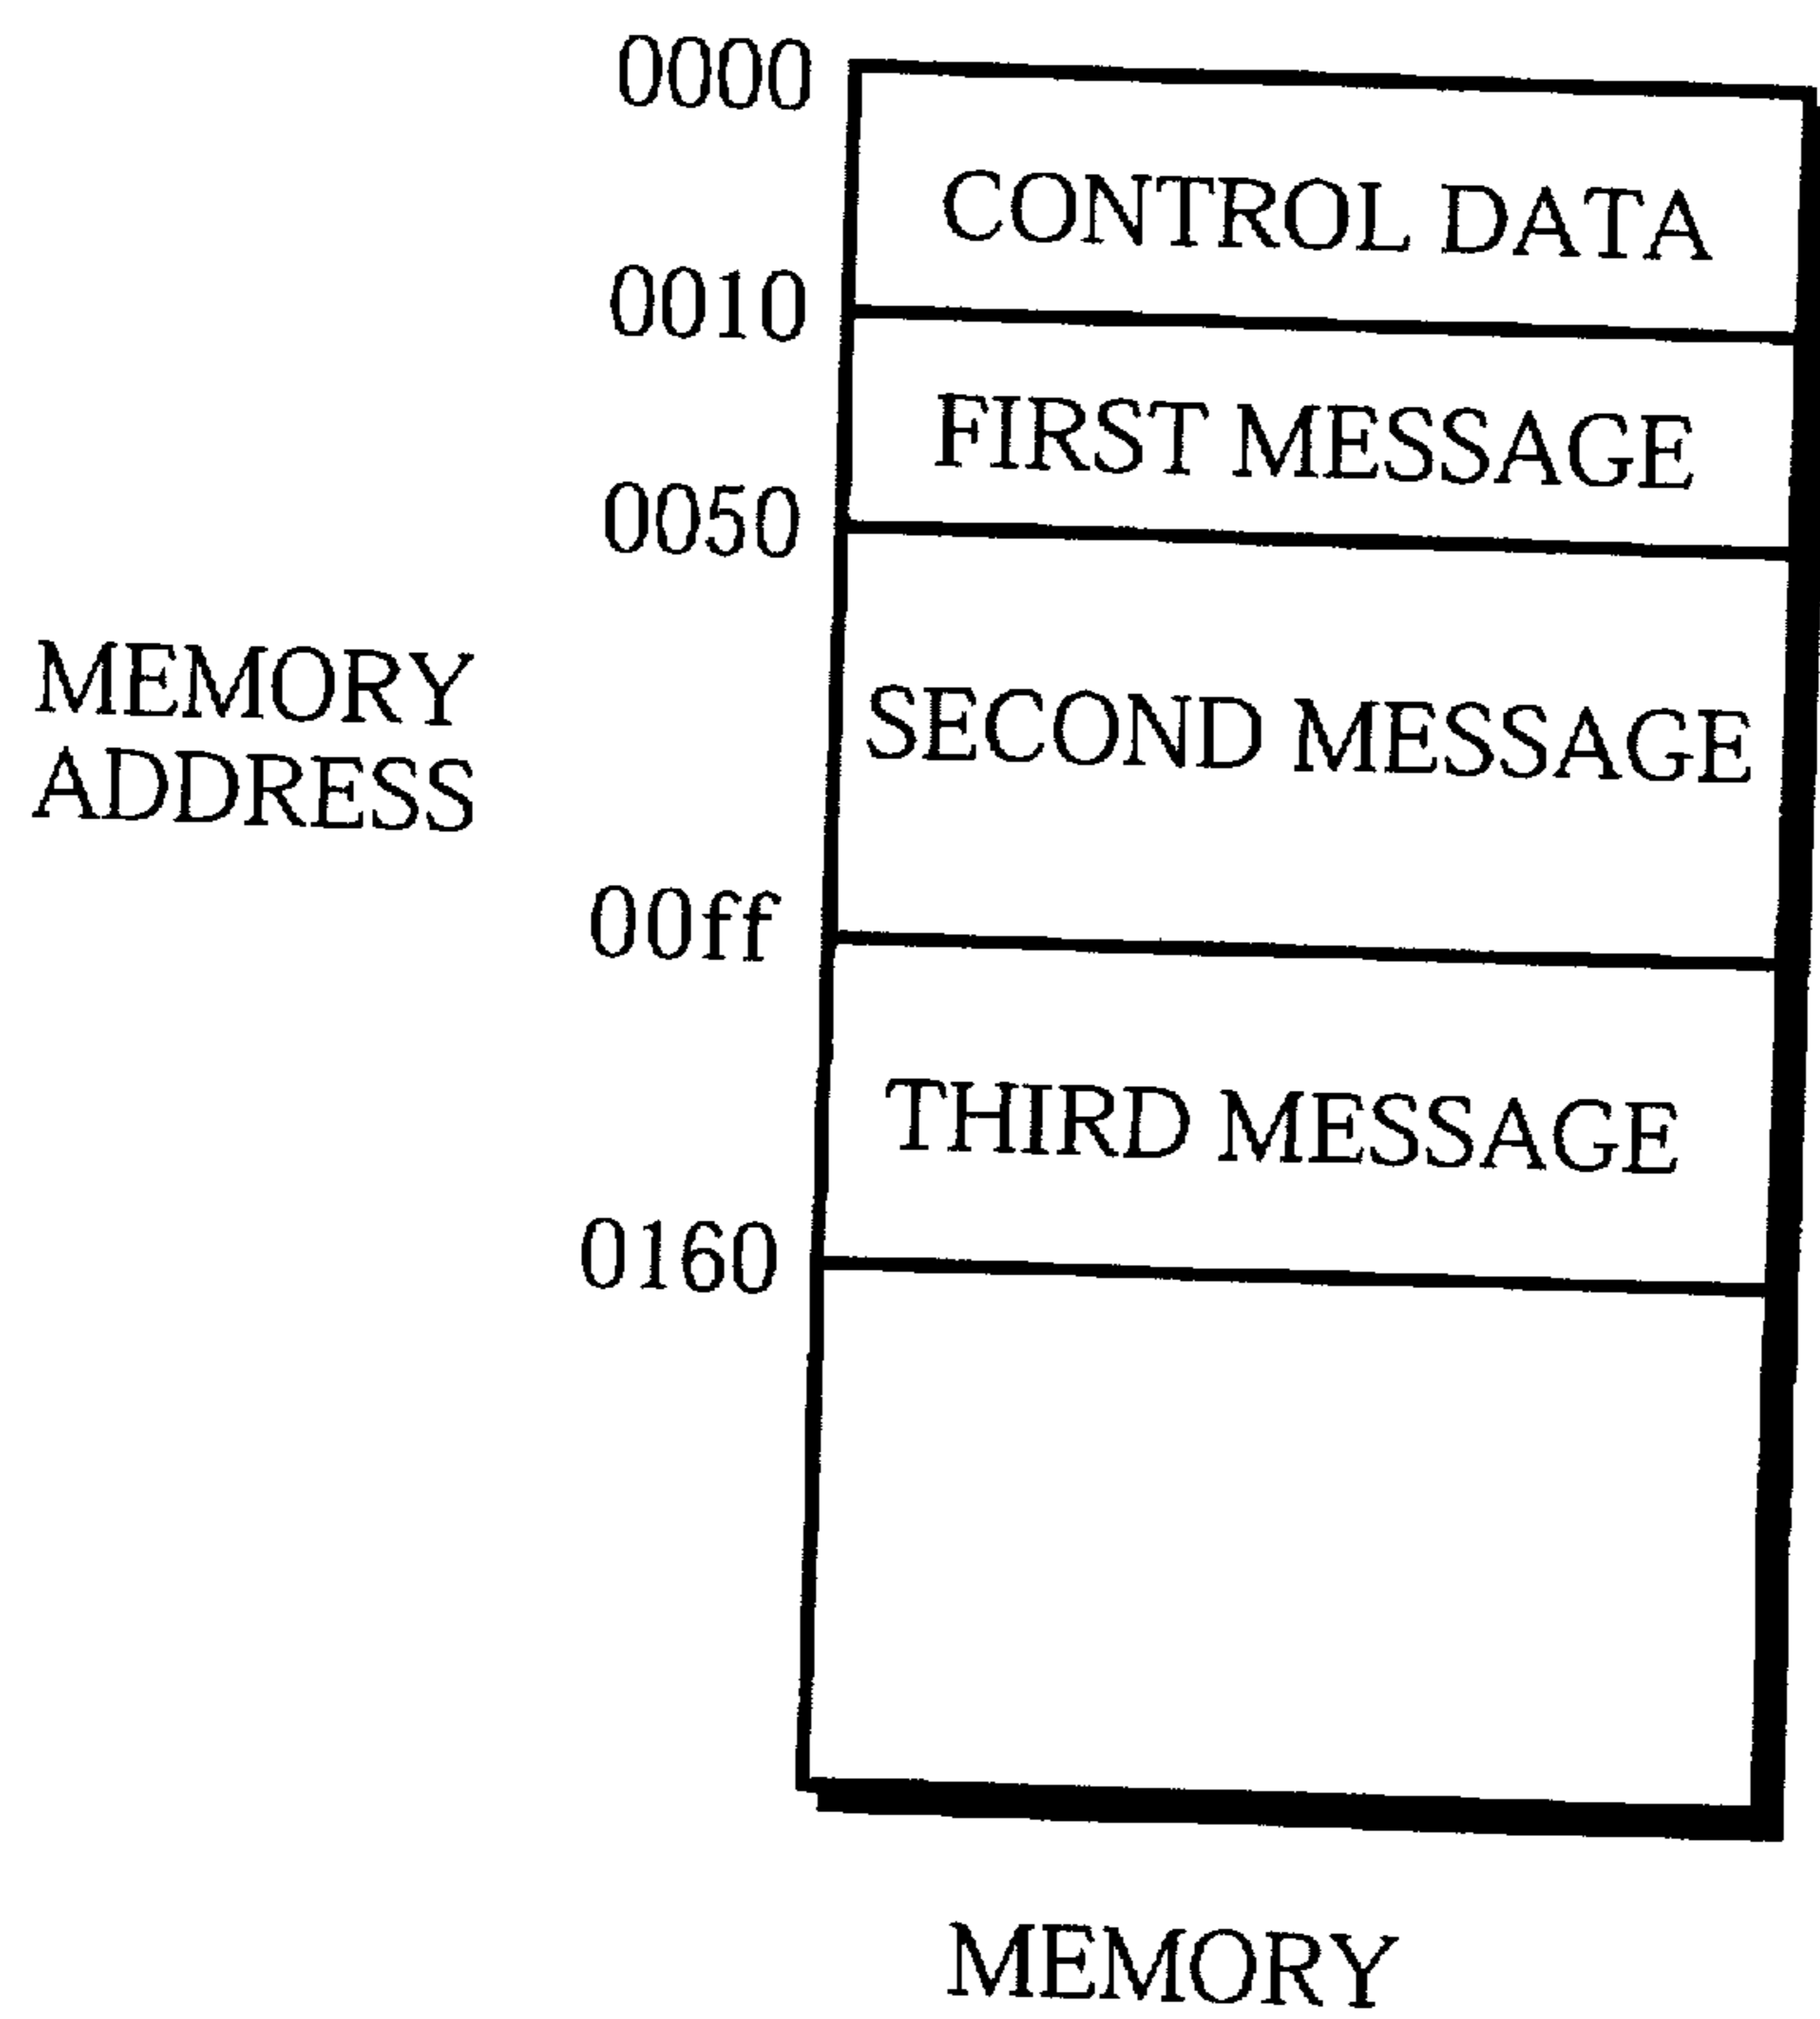 0000
CONTROL DATA
0010
FIRST MESSAGE
0050
MEMORY
ADDRESS
SECOND MESSAGE
00ff
THIRD MESSAGE
0160
MEMORY